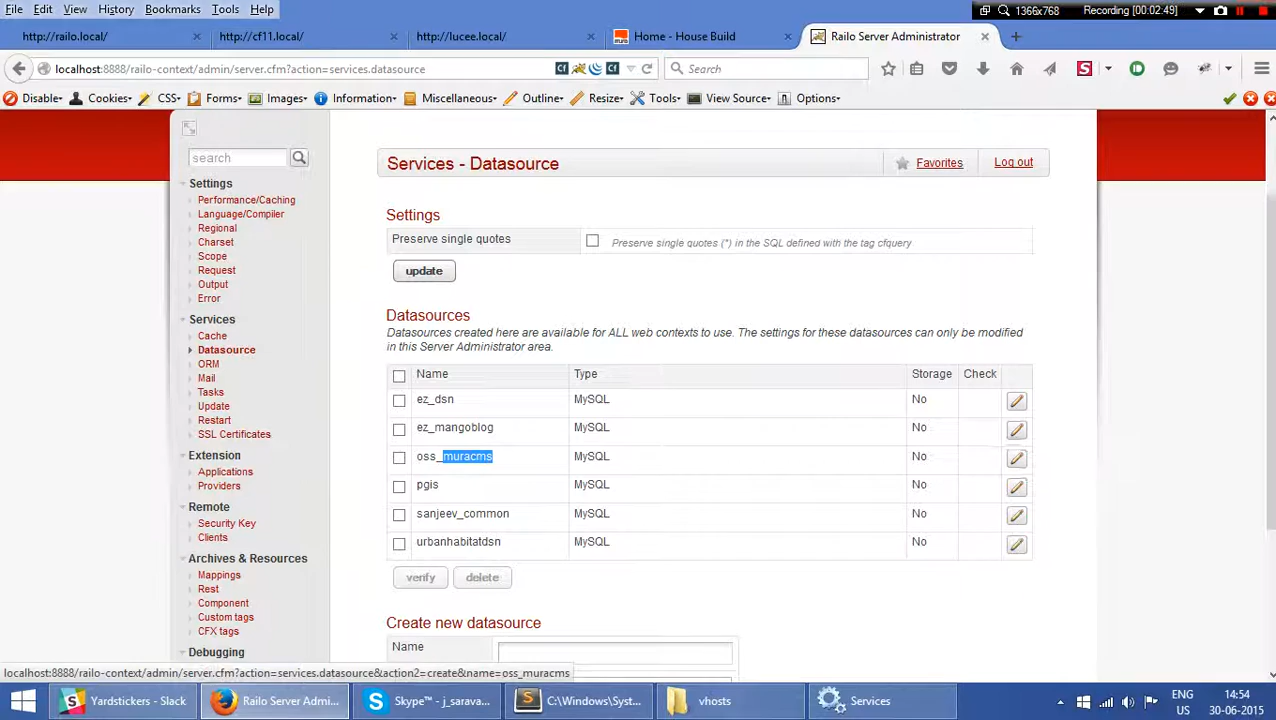 File Edit View History Bookmarks Tools Help
1366x768 Recording [00:02:49]
http://railo.local/ × http://cf11.local/ × http://lucee.local/ × Home - House Build × Railo Server Administrator × +
localhost:8888/railo-context/admin/server.cfm?action=services.datasource Search
Disable Cookies CSS Forms Images Information Miscellaneous Outline Resize Tools View Source Options
search
Services - Datasource
Favorites
Log out
Settings
Performance/Caching
Language/Compiler
Regional
Charset
Scope
Request
Output
Error
Services
Cache
Datasource
ORM
Mail
Tasks
Update
Restart
SSL Certificates
Extension
Applications
Providers
Remote
Security Key
Clients
Archives & Resources
Mappings
Rest
Component
Custom tags
CFX tags
Debugging
Settings
Preserve single quotes Preserve single quotes (") in the SQL defined with the tag cfquery
update
Datasources
Datasources created here are available for ALL web contexts to use. The settings for these datasources can only be modified
in this Server Administrator area.
Name Type Storage Check
ez_dsn MySQL No
ez_mangoblog MySQL No
oss_muracms MySQL No
pgis MySQL No
sanjeev_common MySQL No
urbanhabitatdsn MySQL No
verify delete
Create new datasource
Name
localhost:8888/railo-context/admin/server.cfm?action=services.datasource&action2=create&name=oss_muracms
Yardstickers - Slack Railo Server Admini... Skype™ - j_sarava... C:\Windows\Syst... vhosts Services
ENG
US
14:54
30-06-2015